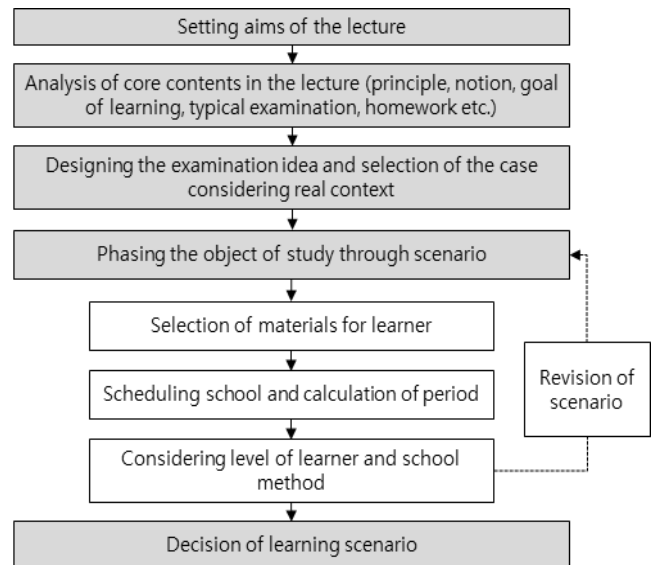 Setting aims of the lecture
Analysis of core contents in the lecture (principle, notion, goal
of learning, typical examination, homework etc.)
Designing the examination idea and selection of the case
considering real context
Phasing the object of study through scenario
Selection of materials for learner
Scheduling school and calculation of period
Considering level of learner and school
method
Revision of
scenario
Decision of learning scenario